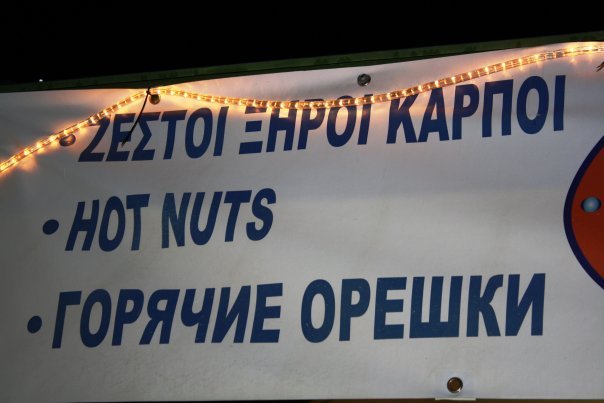 • ΖΕΣΤΟΙ ΞΗΡΟΙ ΚΑΡΠΟΙ
• HOT NUTS
• ГОРЯЧИЕ ОРЕШКИ